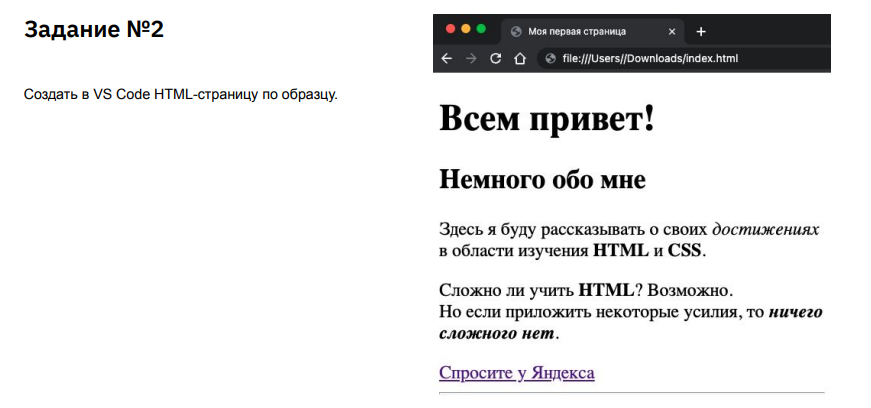 Задание №2
Создать в VS Code HTML-страницу по образцу.
Моя первая страница
file:///Users//Downloads/index.html
Всем привет!
Немного обо мне
Здесь я буду рассказывать о своих достижениях
в области изучения HTML и CSS.
Сложно ли учить HTML? Возможно.
Но если приложить некоторые усилия, то ничего
сложного нет.
Спросите у Яндекса